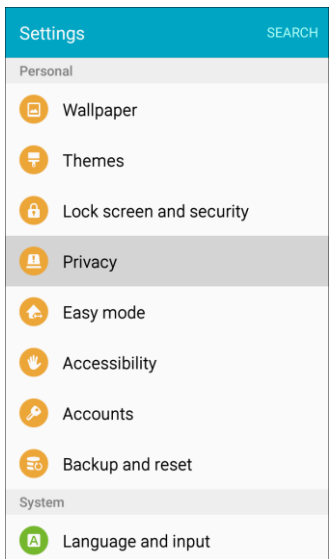 Settings SEARCH
Personal
Wallpaper
Themes
Lock screen and security
Privacy
Easy mode
Accessibility
Accounts
Backup and reset
System
A Language and input